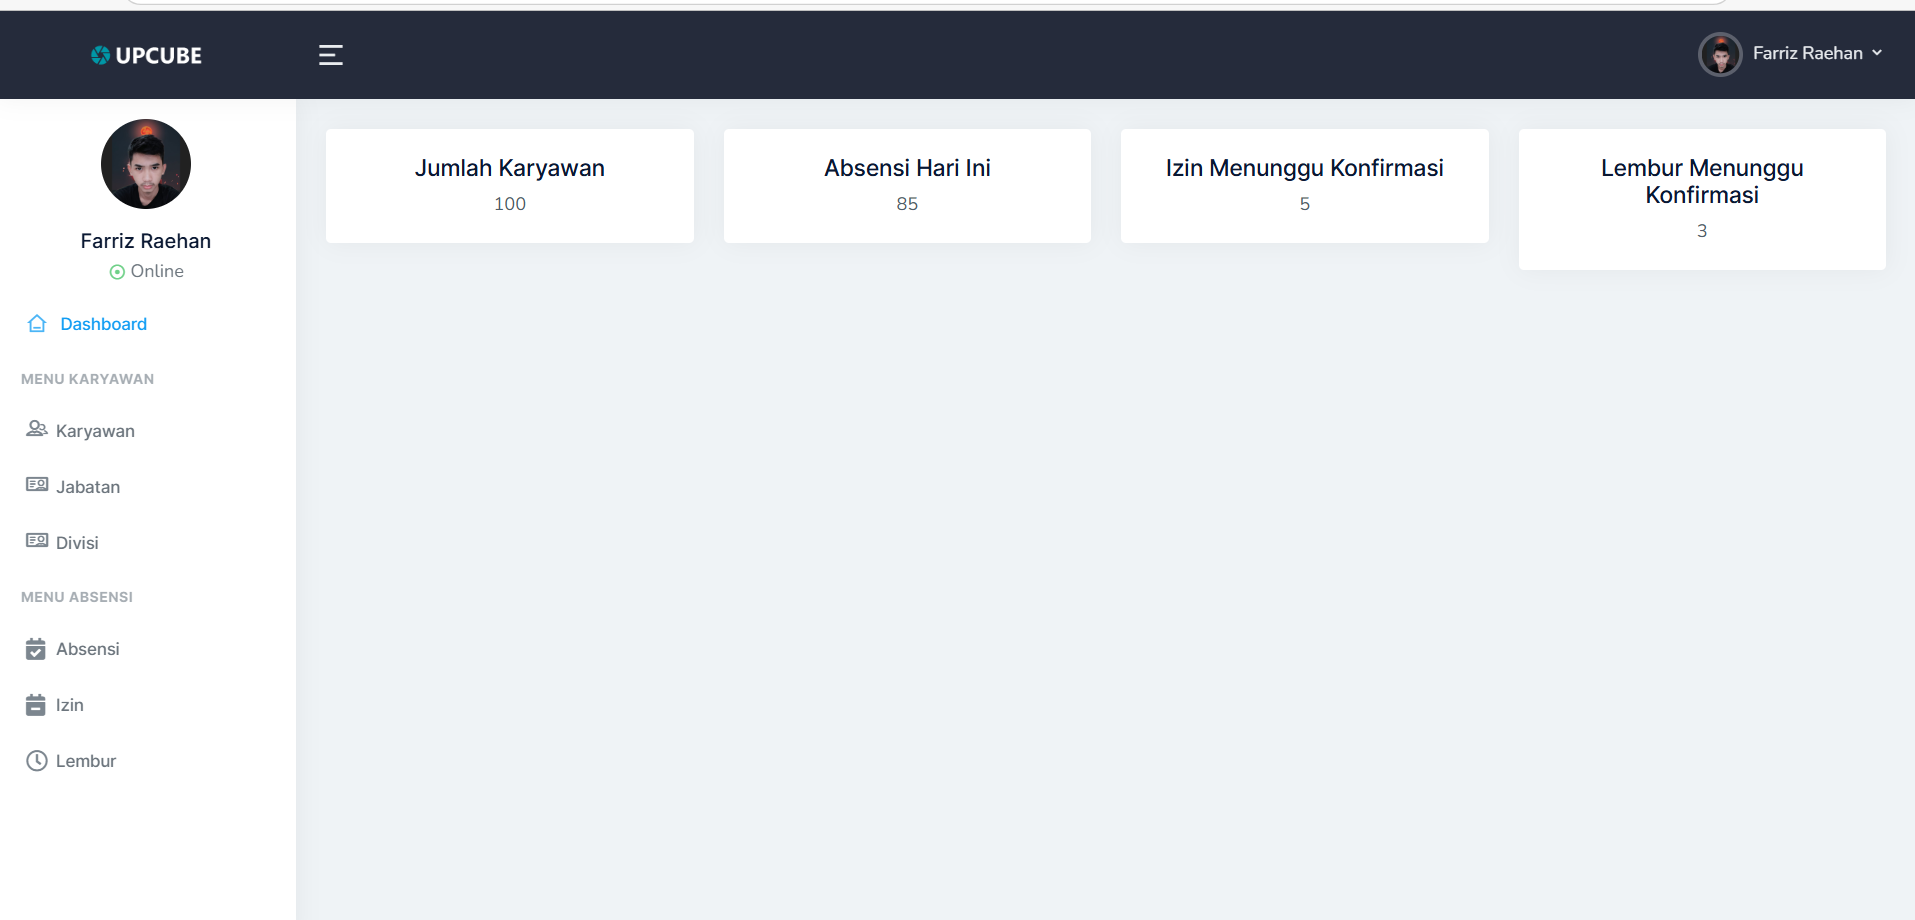 UPCUBE
Farriz Raehan
Farriz Raehan
Online
Dashboard
MENU KARYAWAN
Karyawan
Jabatan
Divisi
MENU ABSENSI
Absensi
Izin
Lembur
Jumlah Karyawan
100
Absensi Hari Ini
85
Izin Menunggu Konfirmasi
5
Lembur Menunggu
Konfirmasi
3